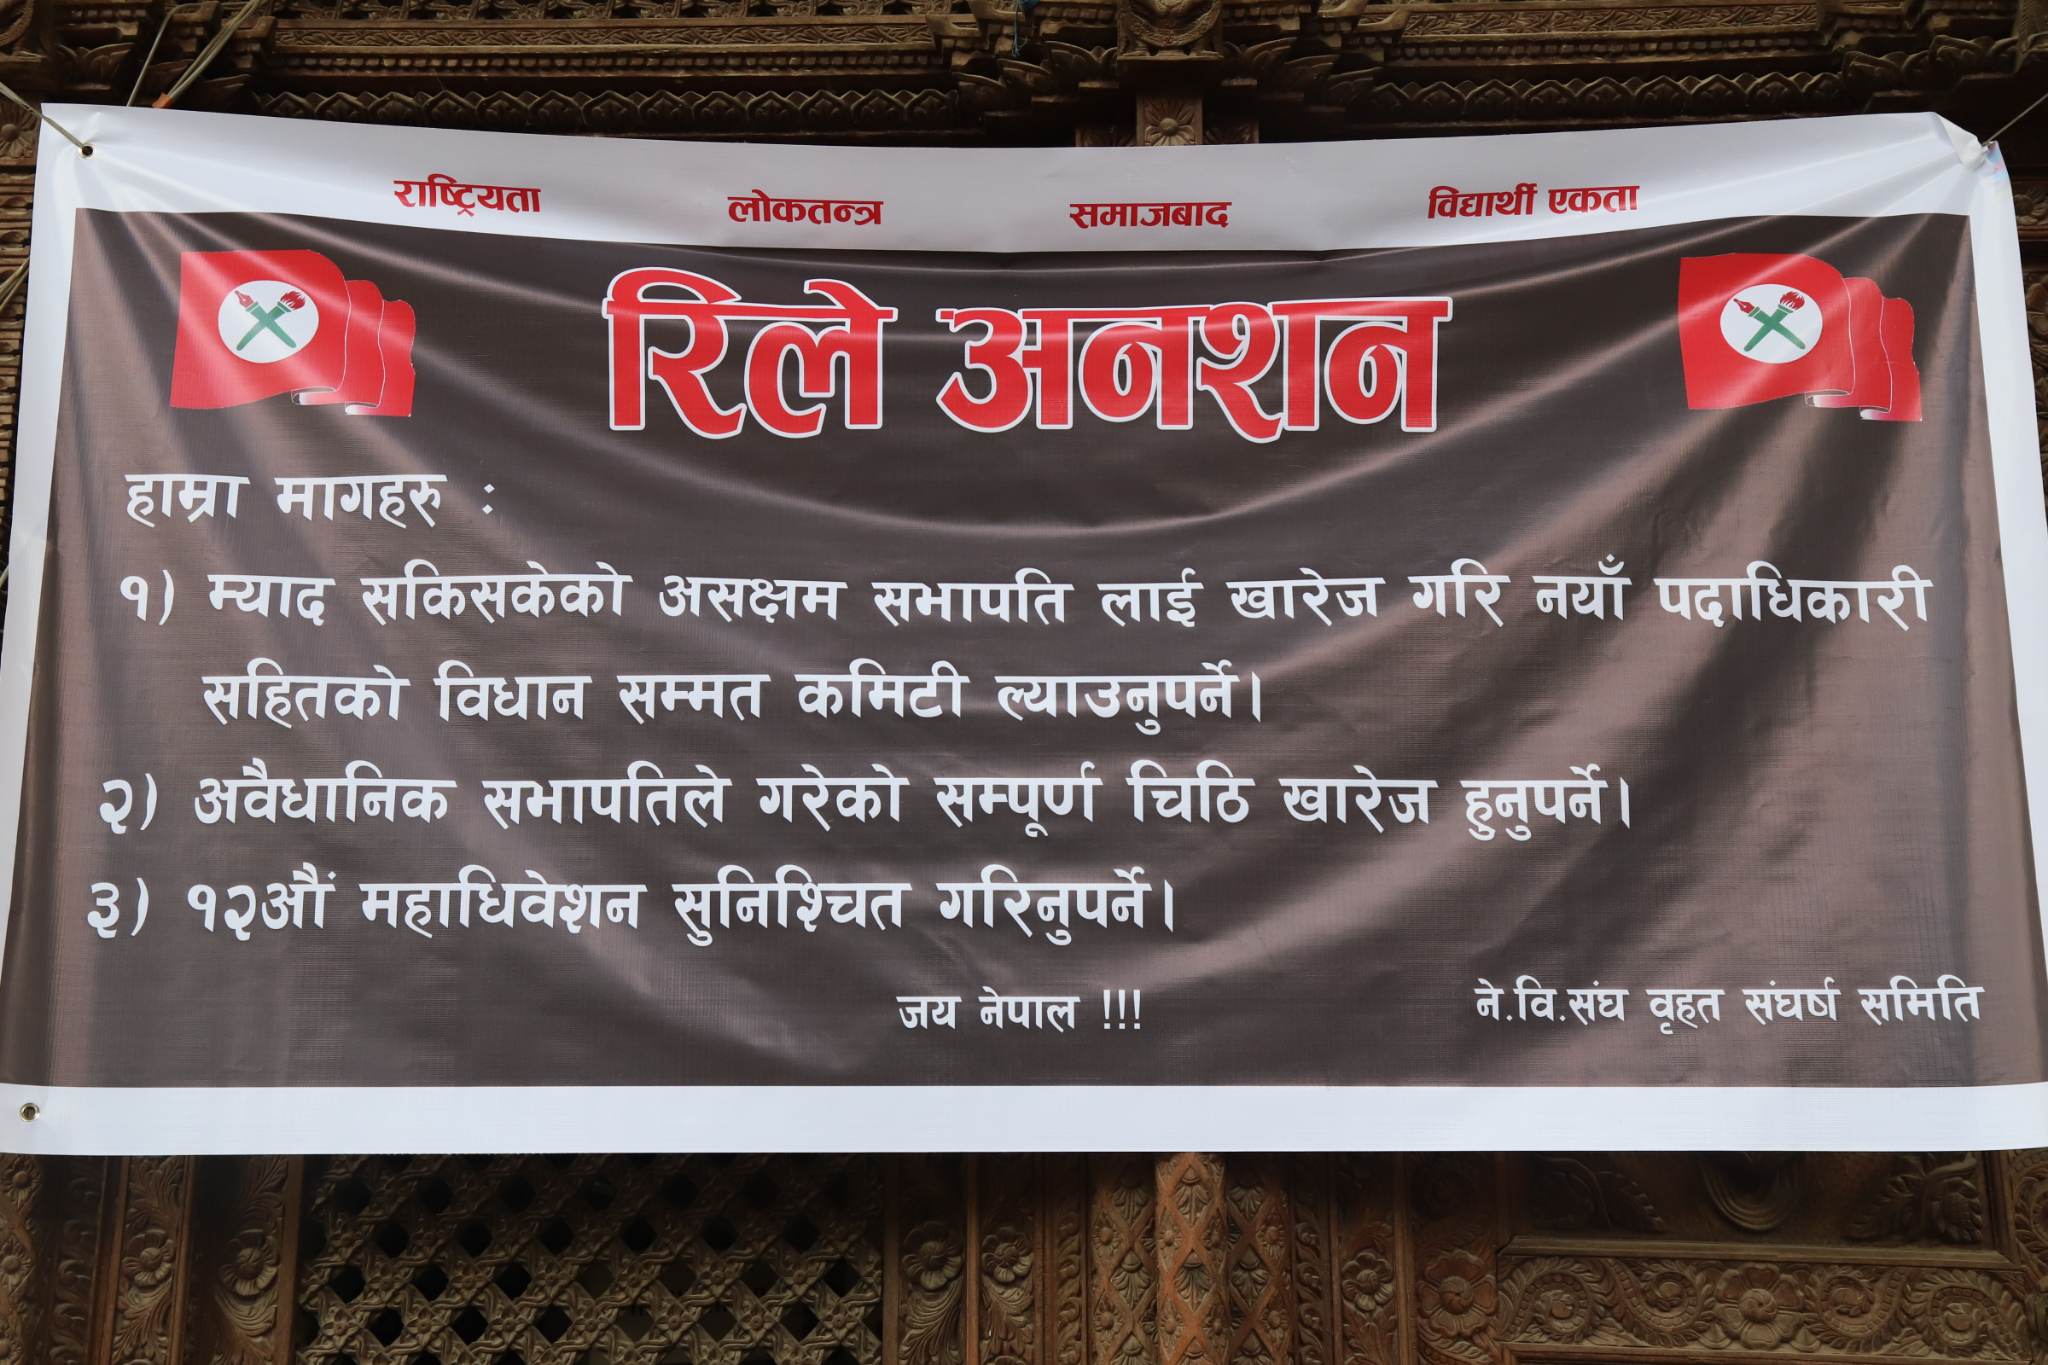 राष्ट्रियता लोकतन्त्र समाजबाद विद्यार्थी एकता
रिले अनशन
हाम्रा मागहरु :
१) म्याद सकिसकेको असक्षम सभापति लाई खारेज गरि नयाँ पदाधिकारी
सहितको विधान सम्मत कमिटी ल्याउनुपर्ने।
२) अवैधानिक सभापतिले गरेको सम्पूर्ण चिठि खारेज हुनुपर्ने।
३) १२औं महाधिवेशन सुनिश्चित गरिनुपर्ने।
जय नेपाल !!!
ने.वि.संघ वृहत संघर्ष समिति